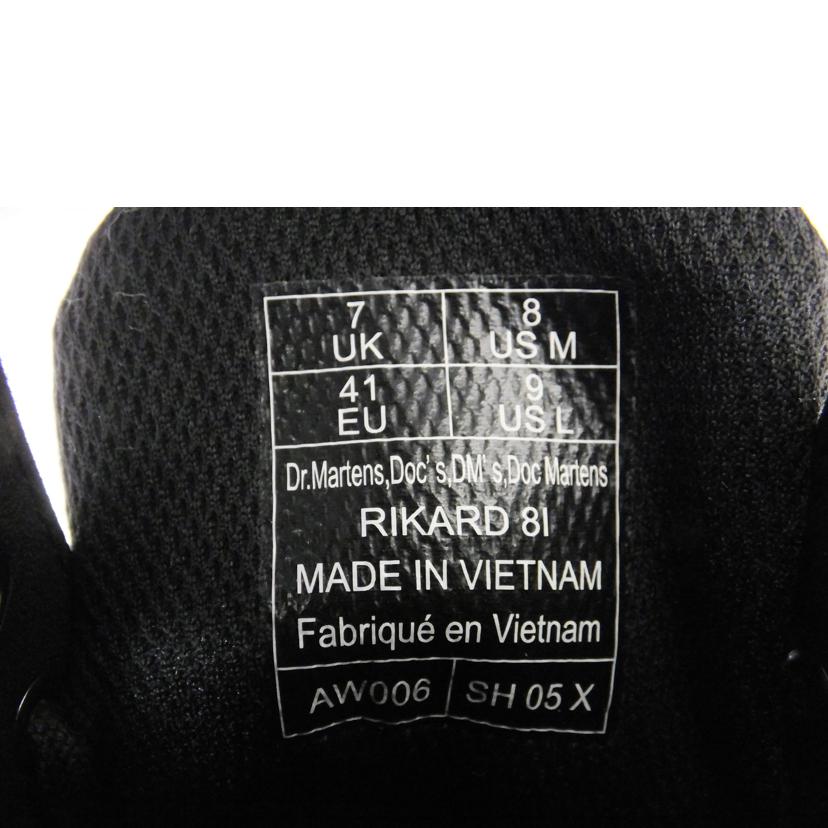 7 UK
8 US M
41 EU
9 US L
Dr.Martens,Doc's,DM's,Doc Martens
RIKARD 8I
MADE IN VIETNAM
Fabriqué en Vietnam
AW006 SH 05 X